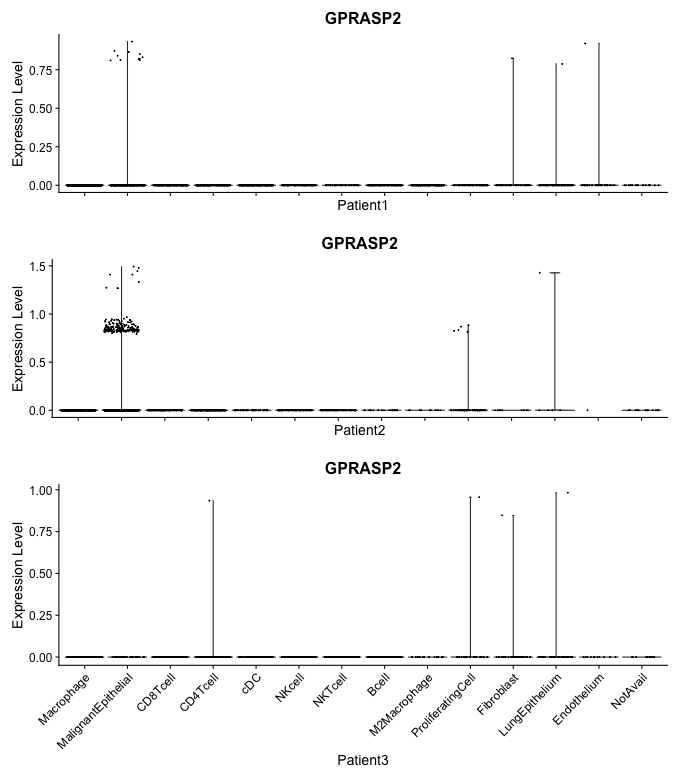 GPRASP2
Expression Level
0.75
0.50
0.25
0.00
Patient1
GPRASP2
Expression Level
1.5
1.0
0.5
0.0
Patient2
GPRASP2
Expression Level
1.00
0.75
0.50
0.25
0.00
Macrophage
MalignantEpithelial
CD8Tcell
CD4Tcell
cDC
NKcell
NKTcell
Bcell
M2Macrophage
ProliferatingCell
Fibroblast
LungEpithelium
Endothelium
NotAvail
Patient3